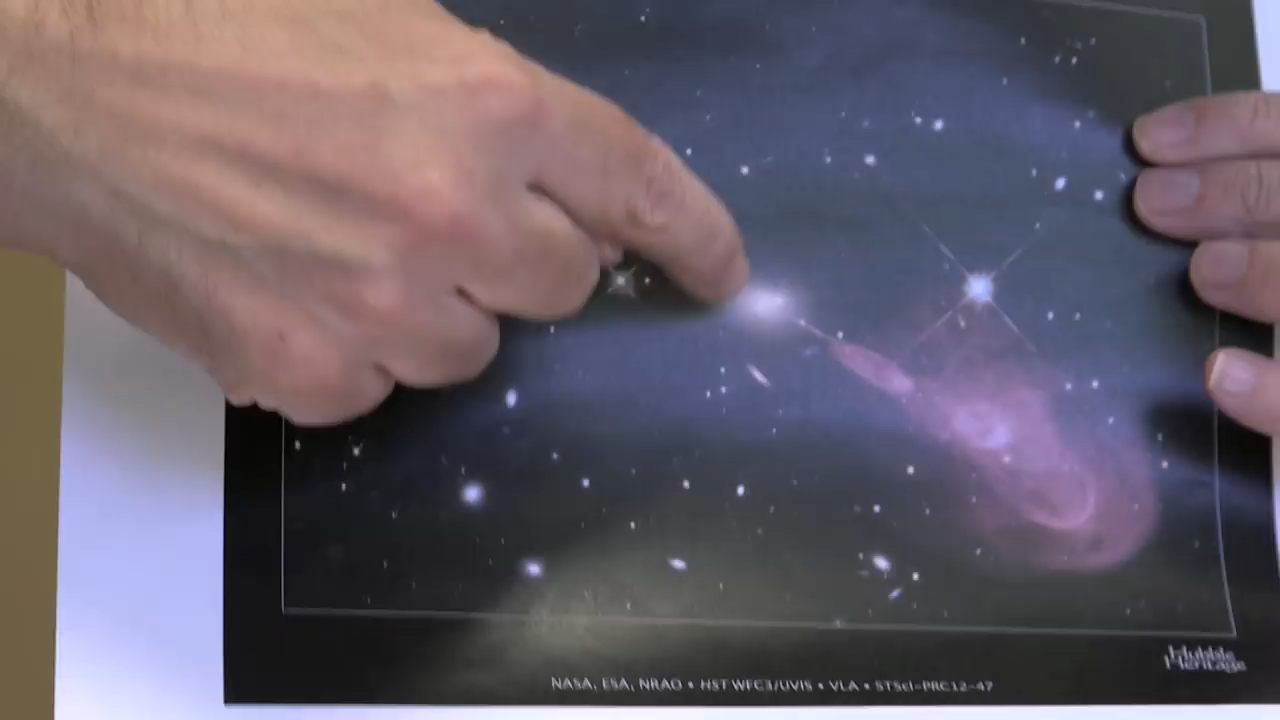 Hubble
Heritage
NASA, ESA, NRAO • HST WFC3/UVIS • VLA • STScI-PRC12-47